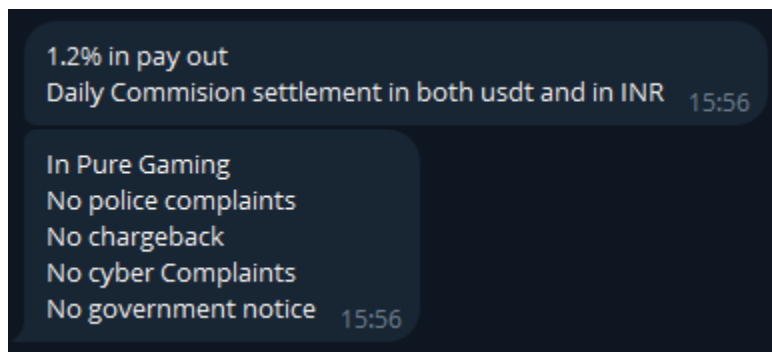 1.2% in pay out
Daily Commision settlement in both usdt and in INR
15:56
In Pure Gaming
No police complaints
No chargeback
No cyber Complaints
No government notice
15:56